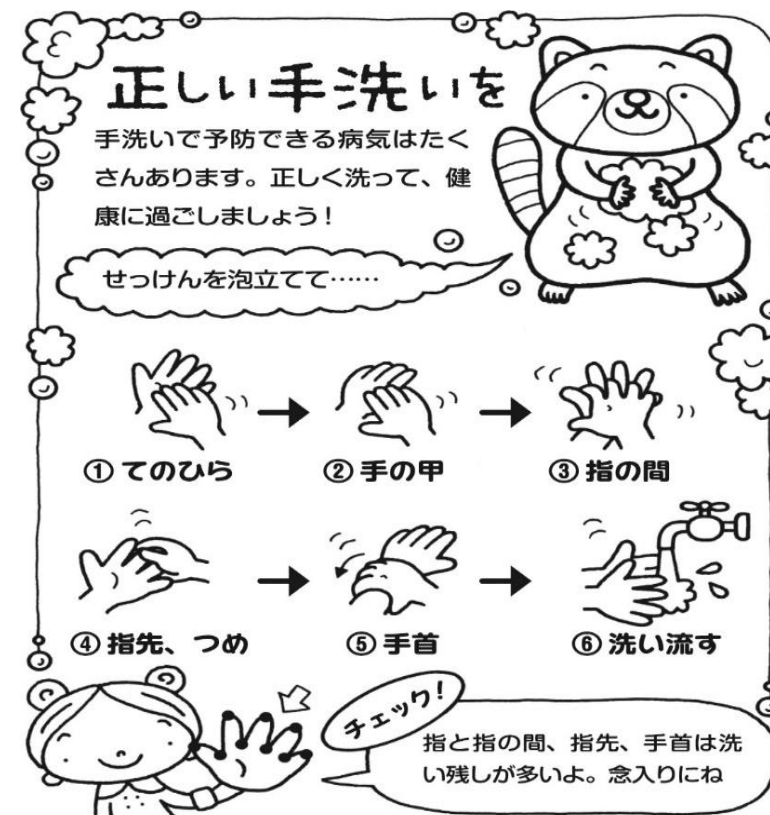 正しい手洗いを
手洗いで予防できる病気はたく
さんあります。正しく洗って、健
康に過ごしましょう！
せっけんを泡立てて……
① てのひら
② 手の甲
③ 指の間
④ 指先、つめ
⑤ 手首
⑥ 洗い流す
チェック！
指と指の間、指先、手首は洗
い残しが多いよ。念入りにね